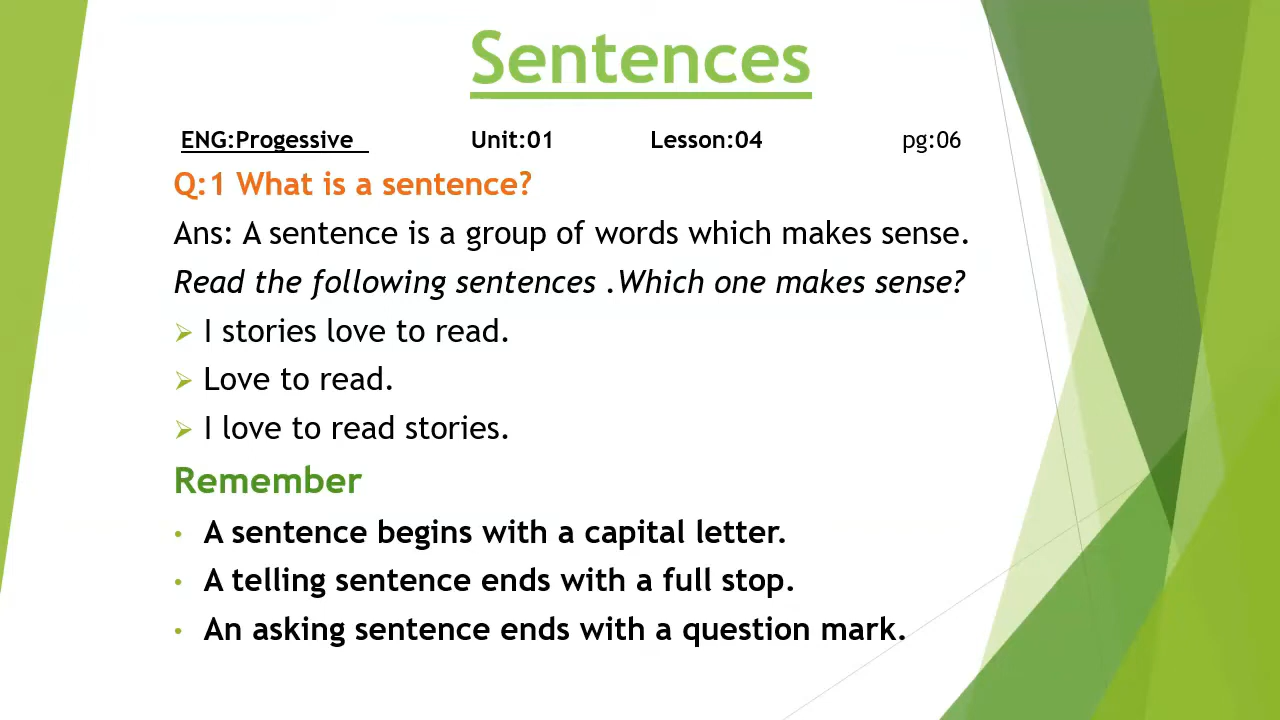 Sentences
ENG:Progessive Unit:01 Lesson:04 pg:06
Q:1 What is a sentence?
Ans: A sentence is a group of words which makes sense.
Read the following sentences .Which one makes sense?
➢ I stories love to read.
➢ Love to read.
➢ I love to read stories.
Remember
• A sentence begins with a capital letter.
• A telling sentence ends with a full stop.
• An asking sentence ends with a question mark.